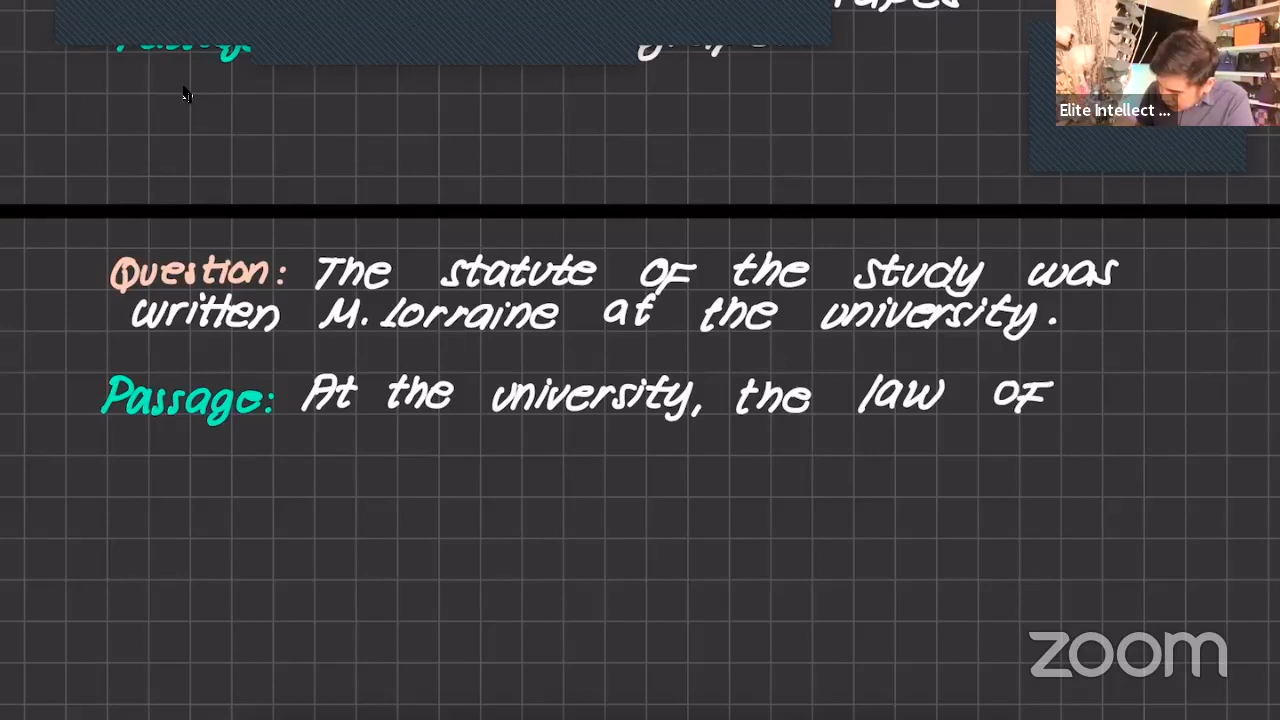 Elite Intellect ...
Question: The statute of the study was
written M. Lorraine at the university.
Passage: At the university, the law of
zoom